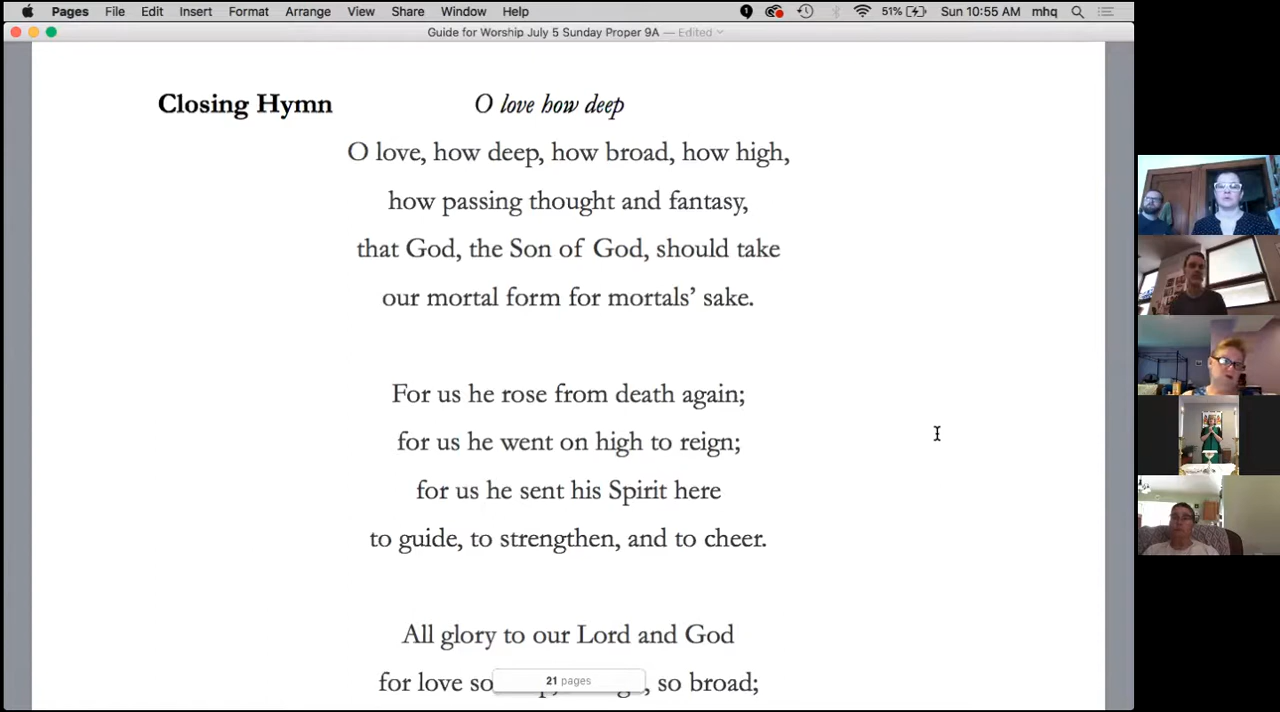 Pages File Edit Insert Format Arrange View Share Window Help 51% Sun 10:55 AM mhq
Guide for Worship July 5 Sunday Proper 9A — Edited
Closing Hymn O love how deep
O love, how deep, how broad, how high,
how passing thought and fantasy,
that God, the Son of God, should take
our mortal form for mortals’ sake.
For us he rose from death again;
for us he went on high to reign;
for us he sent his Spirit here
to guide, to strengthen, and to cheer.
All glory to our Lord and God
for love so , so broad;
21 pages